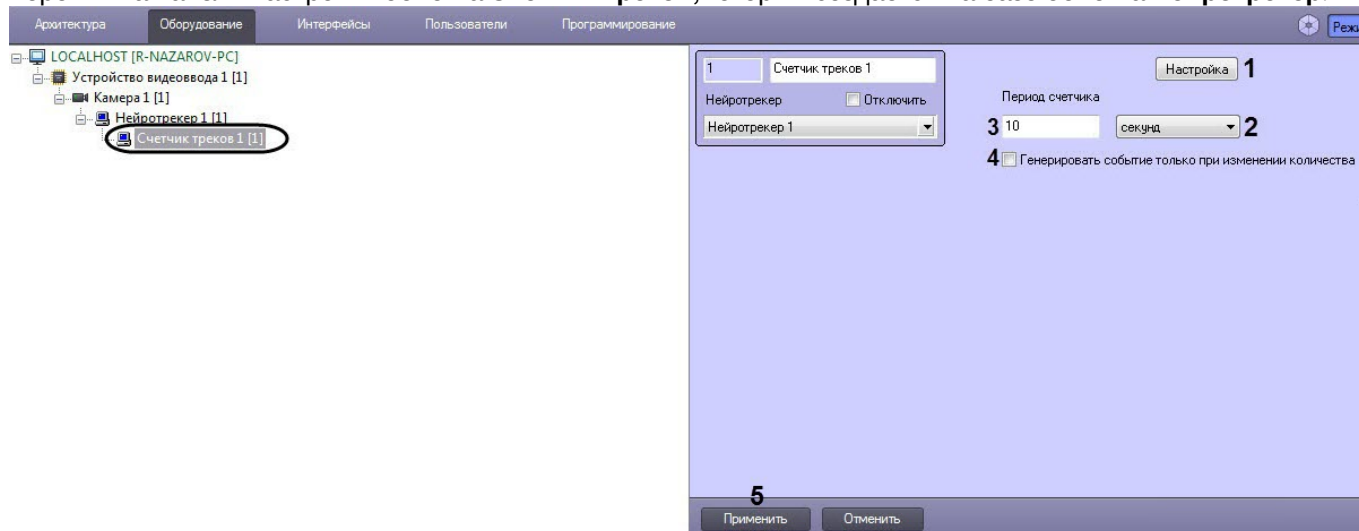 Архитектура Оборудование Интерфейсы Пользователи Программирование
LOCALHOST [R-NAZAROV-PC]
Устройство видеоввода 1 [1]
Камера 1 [1]
Нейротрекер 1 [1]
Счетчик треков 1 [1]
1 Счетчик треков 1
Настройка 1
Нейротрекер Отключить
Период счетчика
Нейротрекер 1
3 10 секунд 2
4 Генерировать событие только при изменении количества
5
Применить Отменить